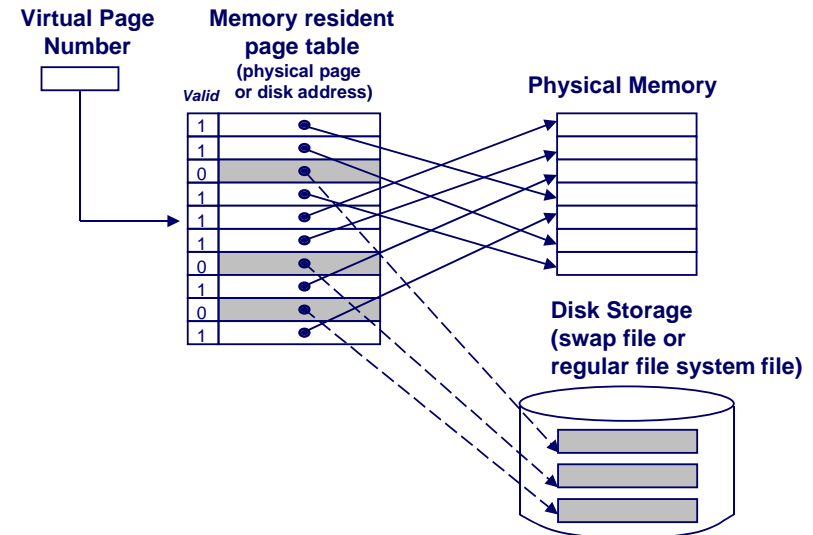 Virtual Page
Number
Memory resident
page table
(physical page
or disk address)
Valid
Physical Memory
1
1
0
1
1
1
0
1
0
1
Disk Storage
(swap file or
regular file system file)